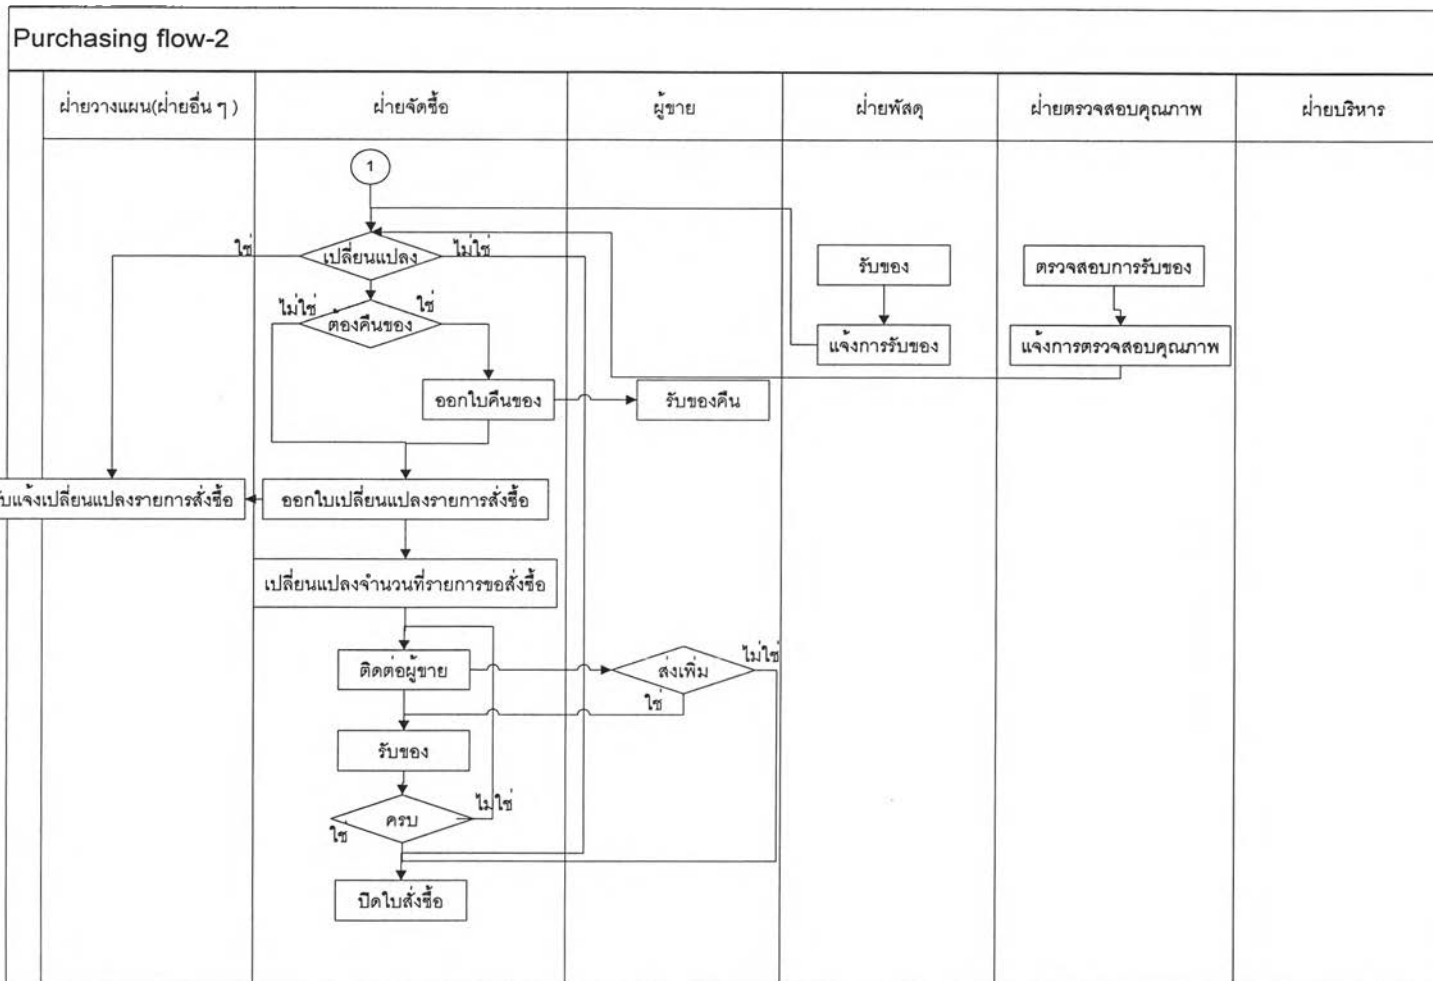 Purchasing flow-2
ฝ่ายวางแผน(ฝ่ายอื่น ๆ )
ฝ่ายจัดซื้อ
ผู้ขาย
ฝ่ายพัสดุ
ฝ่ายตรวจสอบคุณภาพ
ฝ่ายบริหาร
1
ใช่
เปลี่ยนแปลง
ไม่ใช่
รับของ
ตรวจสอบการรับของ
ไม่ใช่
ใช่
ต้องคืนของ
แจ้งการรับของ
แจ้งการตรวจสอบคุณภาพ
ออกใบคืนของ
รับของคืน
รับแจ้งเปลี่ยนแปลงรายการสั่งซื้อ
ออกใบเปลี่ยนแปลงรายการสั่งซื้อ
เปลี่ยนแปลงจำนวนที่รายการขอสั่งซื้อ
ติดต่อผู้ขาย
ส่งเพิ่ม
ไม่ใช่
ใช่
รับของ
ไม่ใช่
ครบ
ใช่
ปิดใบสั่งซื้อ